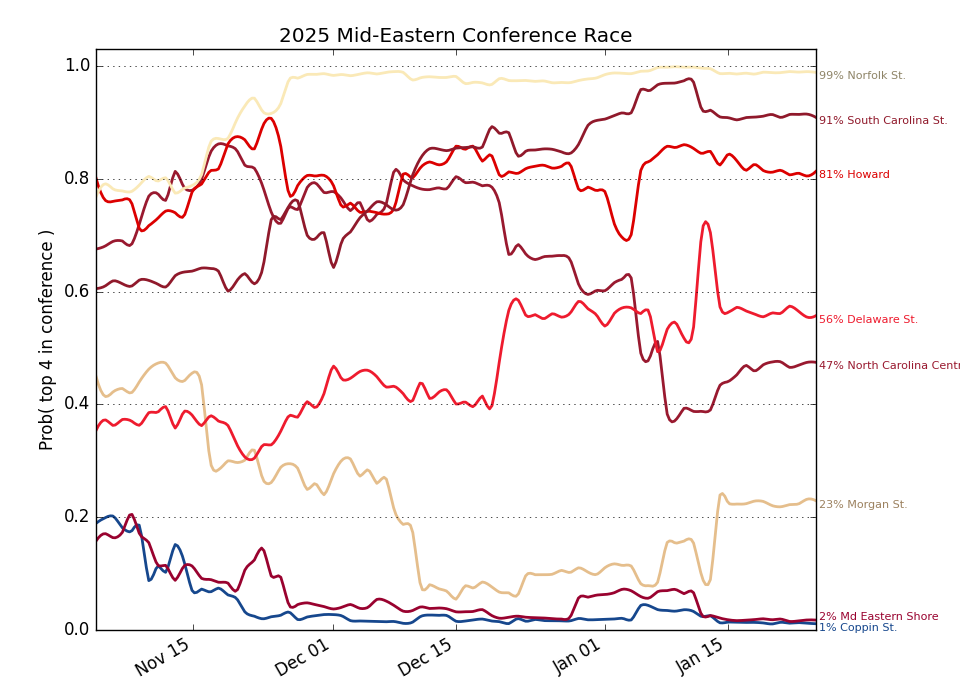 2025 Mid-Eastern Conference Race
Prob( top 4 in conference )
1.0
0.8
0.6
0.4
0.2
0.0
Nov 15
Dec 01
Dec 15
Jan 01
Jan 15
99% Norfolk St.
91% South Carolina St.
81% Howard
56% Delaware St.
47% North Carolina Centr
23% Morgan St.
2% Md Eastern Shore
1% Coppin St.